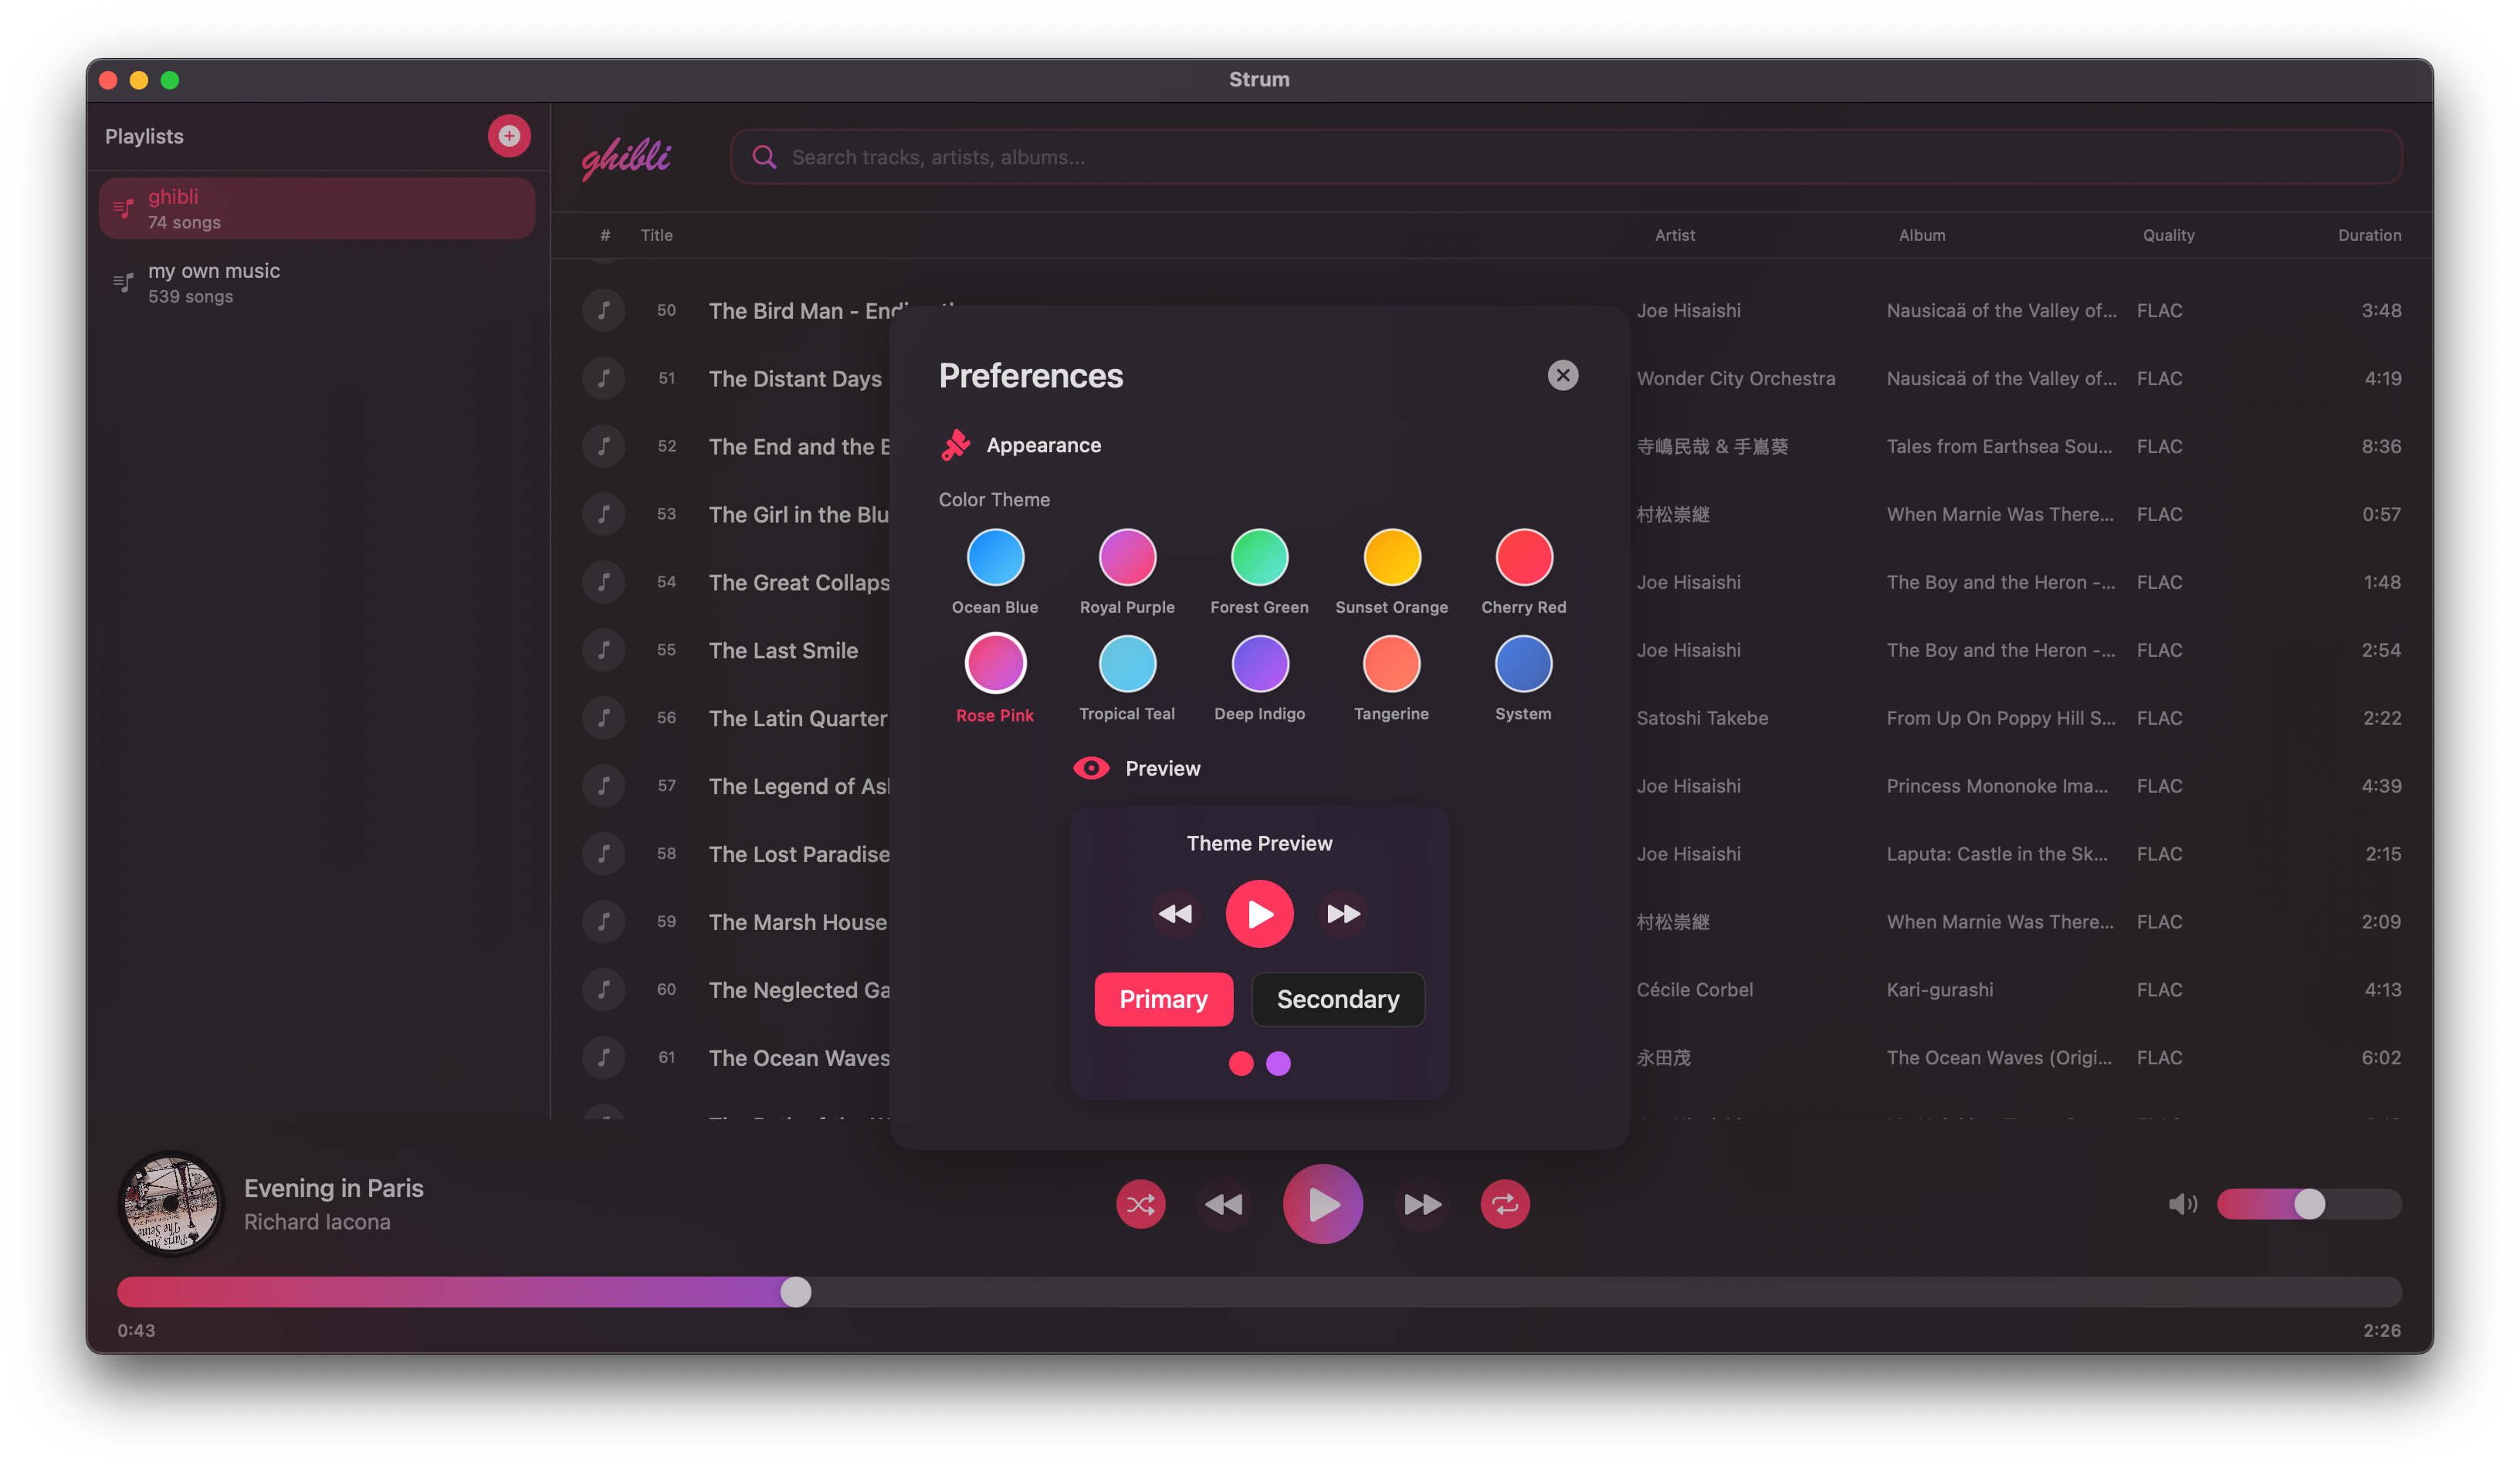 Strum
Playlists
ghibli
74 songs
my own music
539 songs
ghibli
Search tracks, artists, albums...
# Title Artist Album Quality Duration
50 The Bird Man - Joe Hisaishi Nausicaä of the Valley of... FLAC 3:48
51 The Distant Days Wonder City Orchestra Nausicaä of the Valley of... FLAC 4:19
52 The End and the 寺嶋民哉 & 手嶌葵 Tales from Earthsea Sou... FLAC 8:36
53 The Girl in the Blu 村松崇継 When Marnie Was There... FLAC 0:57
54 The Great Collaps Joe Hisaishi The Boy and the Heron -... FLAC 1:48
55 The Last Smile Joe Hisaishi The Boy and the Heron -... FLAC 2:54
56 The Latin Quarter Satoshi Takebe From Up On Poppy Hill S... FLAC 2:22
57 The Legend of As Joe Hisaishi Princess Mononoke Ima... FLAC 4:39
58 The Lost Paradise Joe Hisaishi Laputa: Castle in the Sk... FLAC 2:15
59 The Marsh House 村松崇継 When Marnie Was There... FLAC 2:09
60 The Neglected Ga Cécile Corbel Kari-gurashi FLAC 4:13
61 The Ocean Waves 永田茂 The Ocean Waves (Origi... FLAC 6:02
Preferences
Appearance
Color Theme
Ocean Blue Royal Purple Forest Green Sunset Orange Cherry Red
Rose Pink Tropical Teal Deep Indigo Tangerine System
Preview
Theme Preview
Primary Secondary
Evening in Paris
Richard Iacona
0:43 2:26